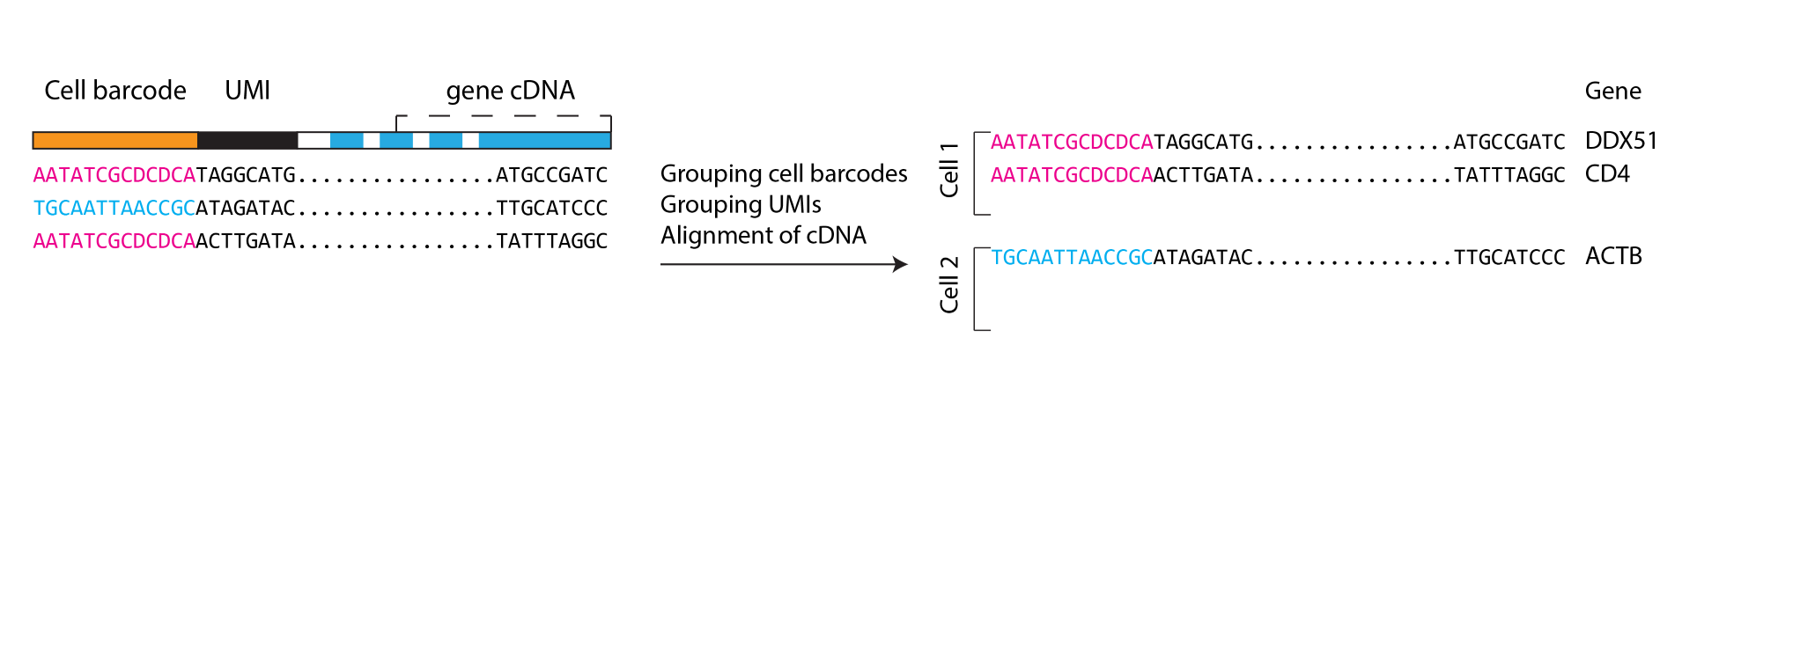 Cell barcode UMI gene cDNA
AATATCGCDCDCATAGGCATG................ATGCCGATC
TGCAATTAACCGCATAGATAC................TTGCATCCC
AATATCGCDCDCAACTTGATA................TATTTAGGC
Grouping cell barcodes
Grouping UMIs
Alignment of cDNA
Gene
Cell 1
AATATCGCDCDCATAGGCATG................ATGCCGATC DDX51
AATATCGCDCDCAACTTGATA................TATTTAGGC CD4
Cell 2
TGCAATTAACCGCATAGATAC................TTGCATCCC ACTB